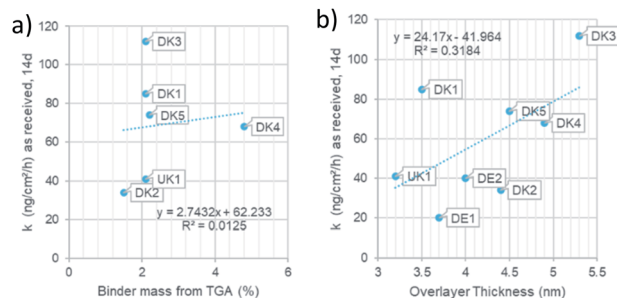 a)
k (ng/cm²/h) as received, 14d
120
100
80
60
40
20
0
DK3
DK1
DK5
DK4
UK1
DK2
y = 2.7432x + 62.233
R² = 0.0125
0
2
4
6
Binder mass from TGA (%)
b)
k (ng/cm²/h) as received, 14d
120
100
80
60
40
20
0
y = 24.17x - 41.964
R² = 0.3184
DK3
DK1
DK5
DK4
UK1
DE2
DK2
DE1
3
3.5
4
4.5
5
5.5
Overlayer Thickness (nm)